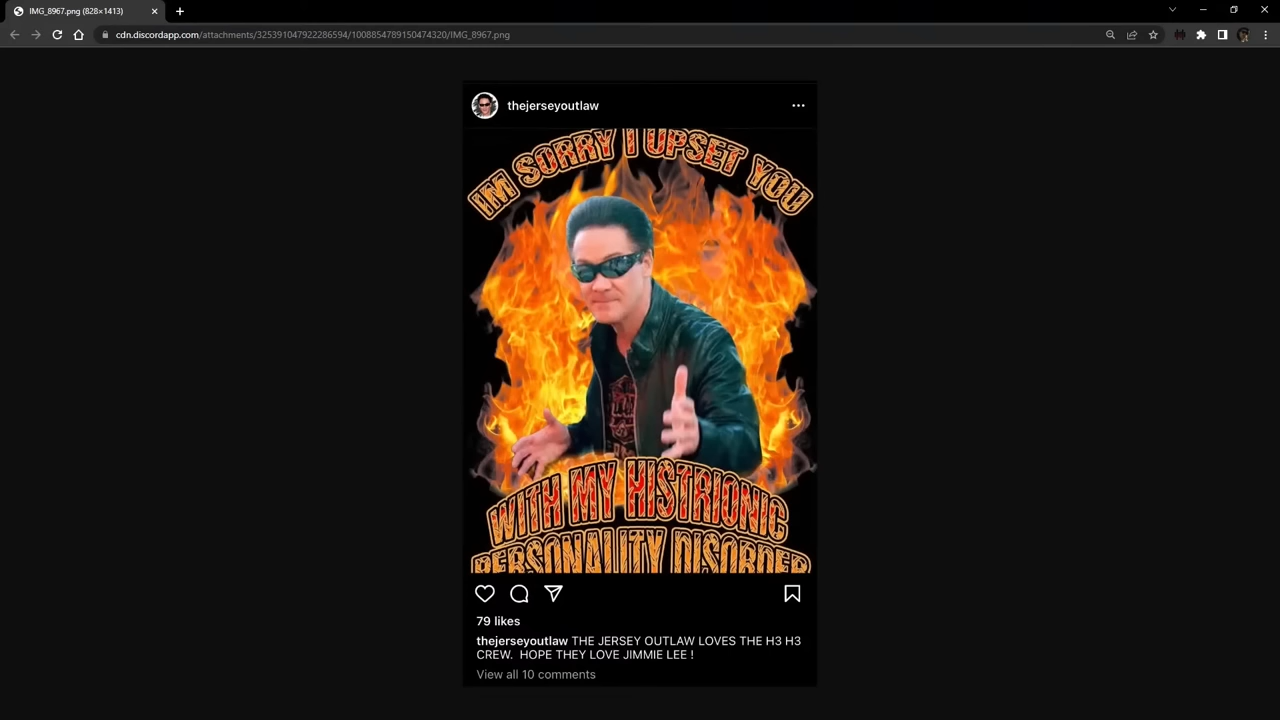 IMG_8967.png (828×1413)
cdn.discordapp.com/attachments/325391047922286594/1008854789150474320/IMG_8967.png
thejerseyoutlaw
IM SORRY I UPSET YOU
WITH MY HISTRIONIC
PERSONALITY DISORDER
79 likes
thejerseyoutlaw THE JERSEY OUTLAW LOVES THE H3 H3
CREW. HOPE THEY LOVE JIMMIE LEE !
View all 10 comments